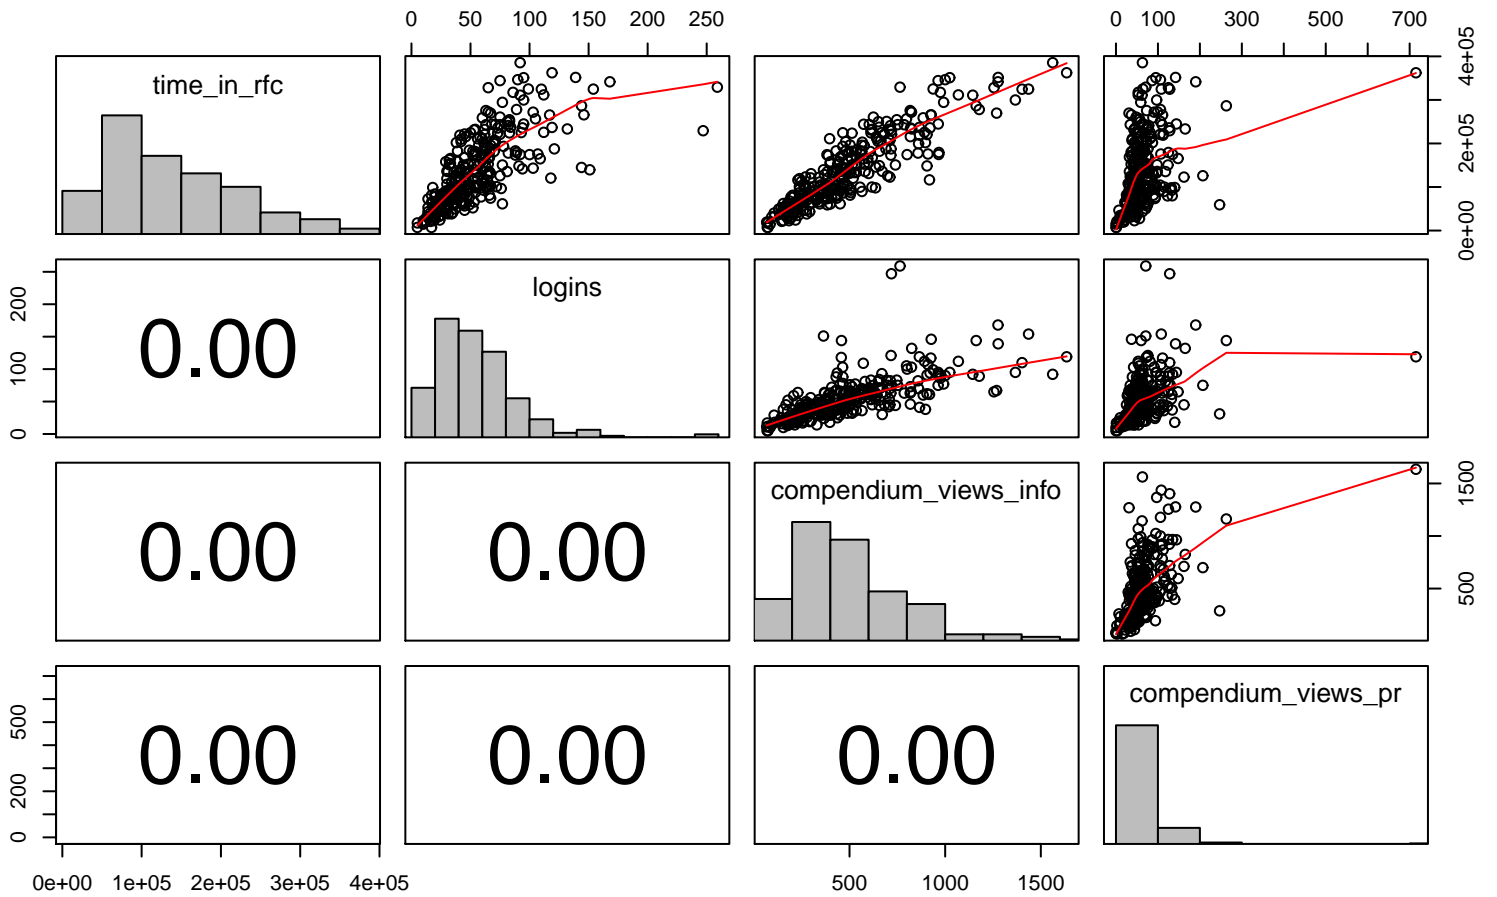 0 50 100 150 200 250
0 100 300 500 700
time_in_rfc
0e+00 2e+05 4e+05
logins
0 100 200
0.00
compendium_views_info
0.00 0.00
500 1500
compendium_views_pr
0 200 500
0.00 0.00 0.00
0e+00 1e+05 2e+05 3e+05 4e+05
500 1000 1500